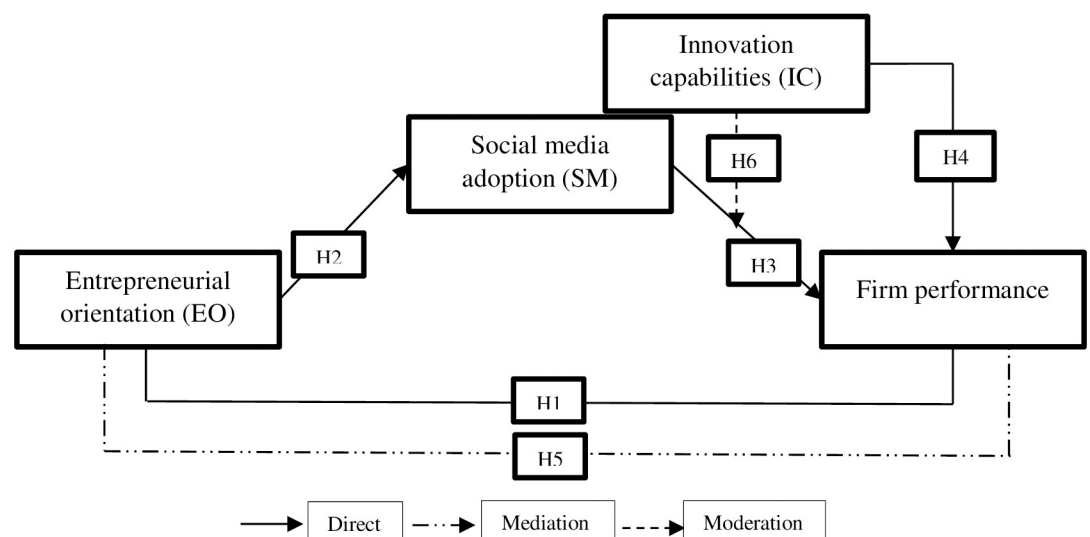 Innovation
capabilities (IC)
Social media
adoption (SM)
H6
H4
H2
H3
Entrepreneurial
orientation (EO)
Firm performance
H1
H5
Direct
Mediation
Moderation